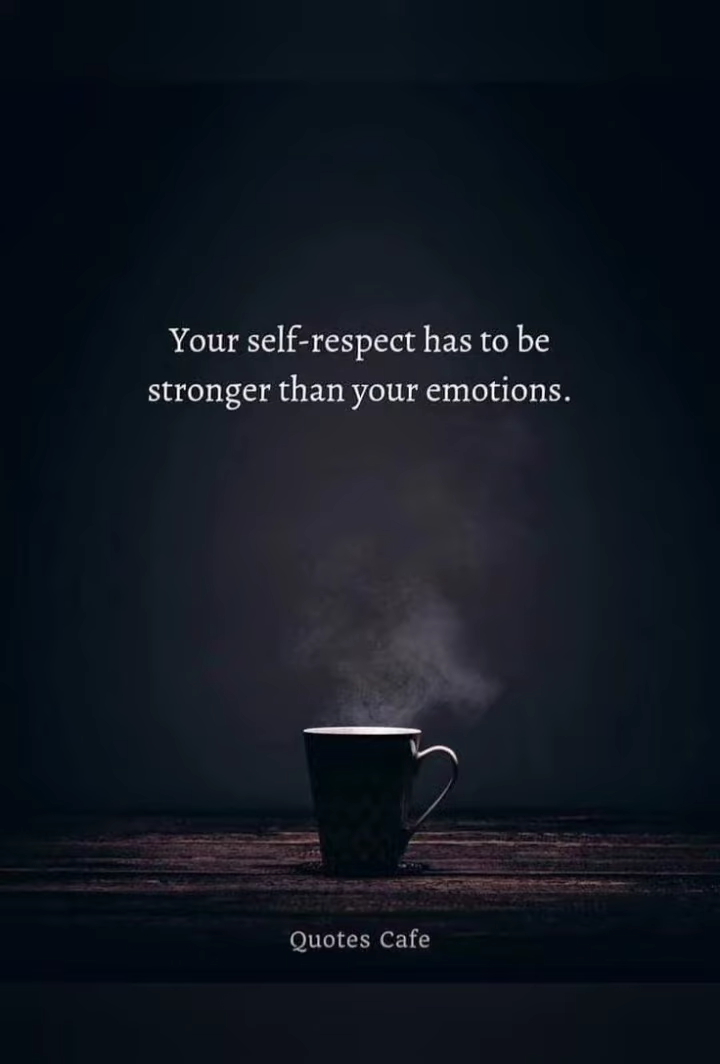 Your self-respect has to be
stronger than your emotions.
Quotes Cafe